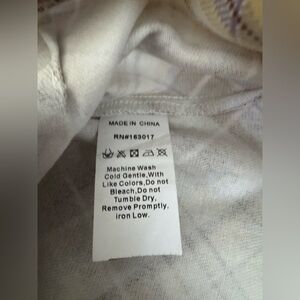 MADE IN CHINA
RN#163017
Machine Wash
Cold Gentle,With
Like Colors,Do not
Bleach,Do not
Tumble Dry,
Remove Promptly,
iron Low.